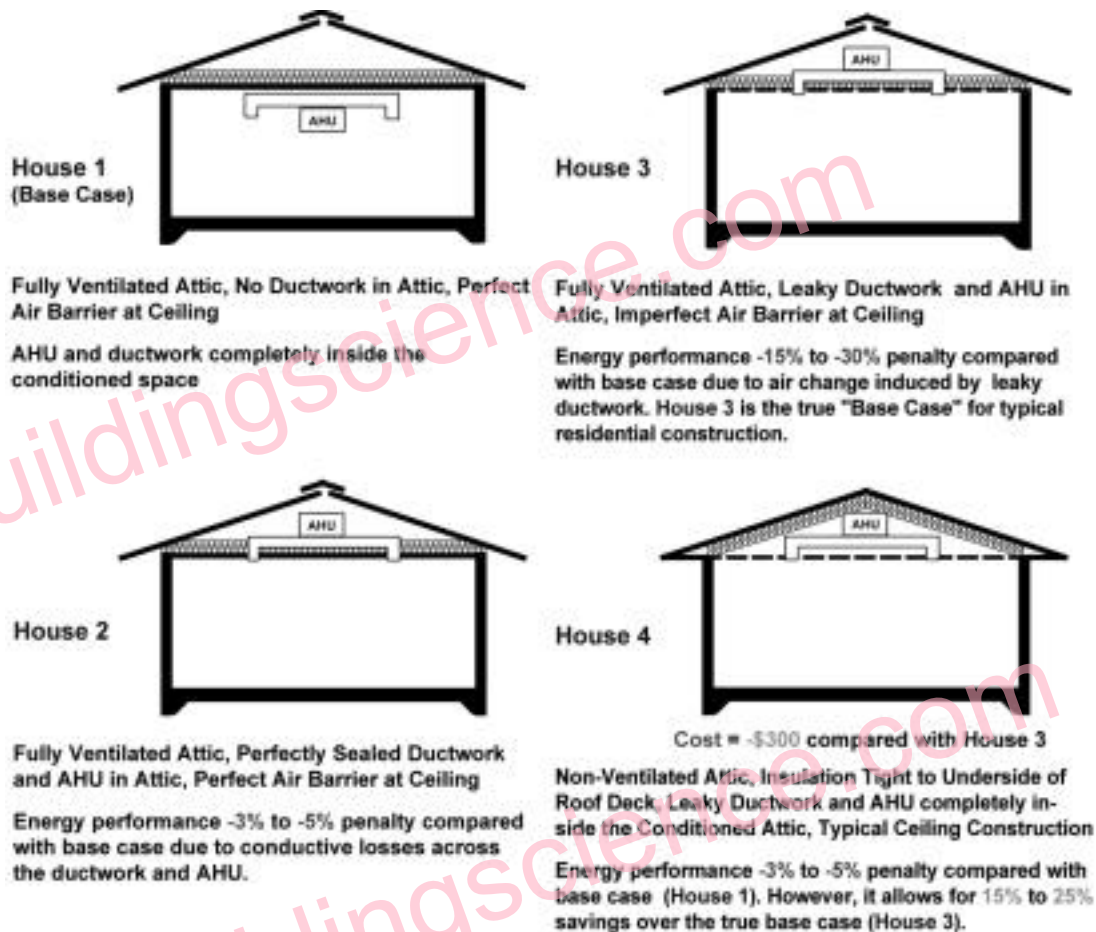 AHU
House 1
(Base Case)
Fully Ventilated Attic, No Ductwork in Attic, Perfect
Air Barrier at Ceiling
AHU and ductwork completely inside the
conditioned space
AHU
House 3
Fully Ventilated Attic, Leaky Ductwork and AHU in
Attic, Imperfect Air Barrier at Ceiling
Energy performance -15% to -30% penalty compared
with base case due to air change induced by leaky
ductwork. House 3 is the true "Base Case" for typical
residential construction.
AHU
House 2
Fully Ventilated Attic, Perfectly Sealed Ductwork
and AHU in Attic, Perfect Air Barrier at Ceiling
Energy performance -3% to -5% penalty compared
with base case due to conductive losses across
the ductwork and AHU.
AHU
House 4
Cost = -$300 compared with House 3
Non-Ventilated Attic, Insulation Tight to Underside of
Roof Deck, Leaky Ductwork and AHU completely in-
side the Conditioned Attic, Typical Ceiling Construction
Energy performance -3% to -5% penalty compared with
base case (House 1). However, it allows for 15% to 25%
savings over the true base case (House 3).
uildingscience.com
ildingscience.com